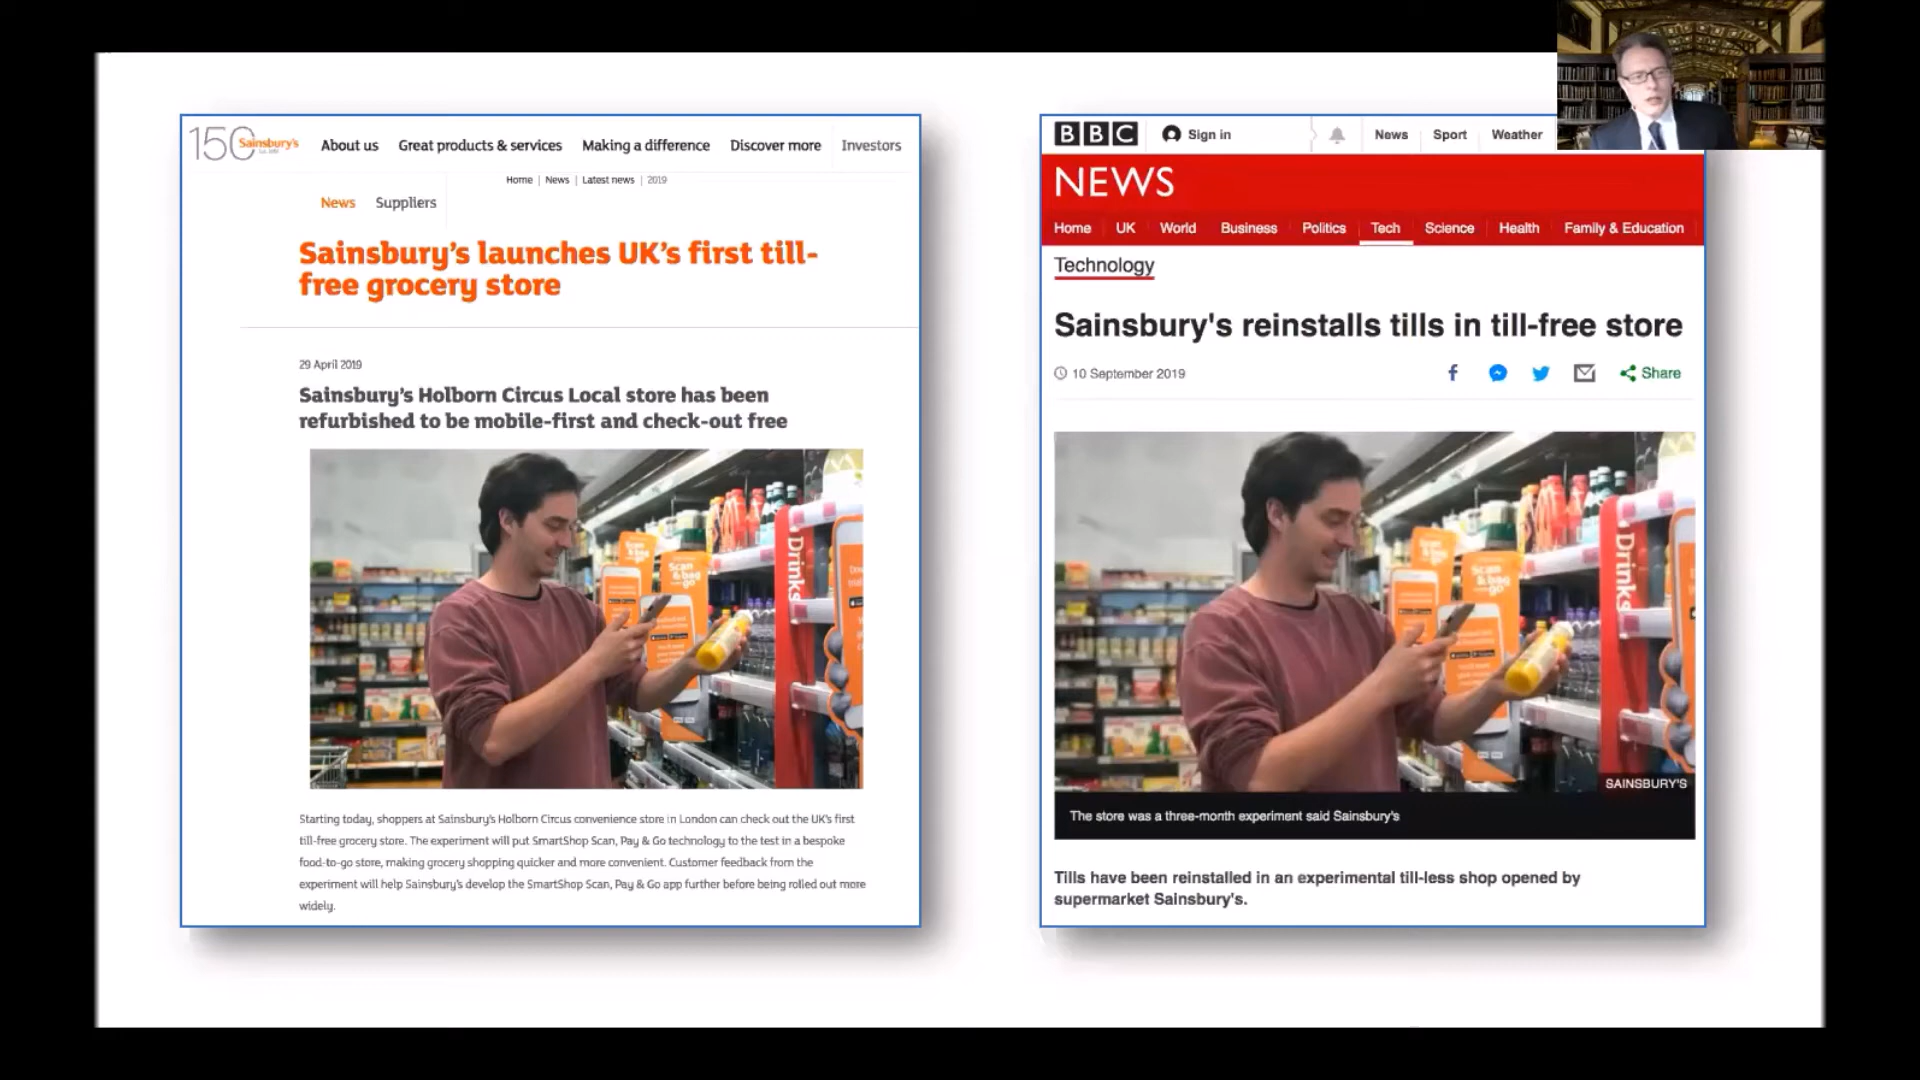 150 Sainsbury's
About us Great products & services Making a difference Discover more Investors
Home | News | Latest news | 2019
News Suppliers
Sainsbury's launches UK's first till-
free grocery store
29 April 2019
Sainsbury's Holborn Circus Local store has been
refurbished to be mobile-first and check-out free
Scan
& bag
go
Drinks
Starting today, shoppers at Sainsbury's Holborn Circus convenience store in London can check out the UK's first
till-free grocery store. The experiment will put SmartShop Scan, Pay & Go technology to the test in a bespoke
food-to-go store, making grocery shopping quicker and more convenient. Customer feedback from the
experiment will help Sainsbury's develop the SmartShop Scan, Pay & Go app further before being rolled out more
widely.
BBC Sign in News Sport Weather
NEWS
Home UK World Business Politics Tech Science Health Family & Education
Technology
Sainsbury's reinstalls tills in till-free store
10 September 2019
Share
Scan
& bag
go
Drinks
SAINSBURY'S
The store was a three-month experiment said Sainsbury's
Tills have been reinstalled in an experimental till-less shop opened by
supermarket Sainsbury's.